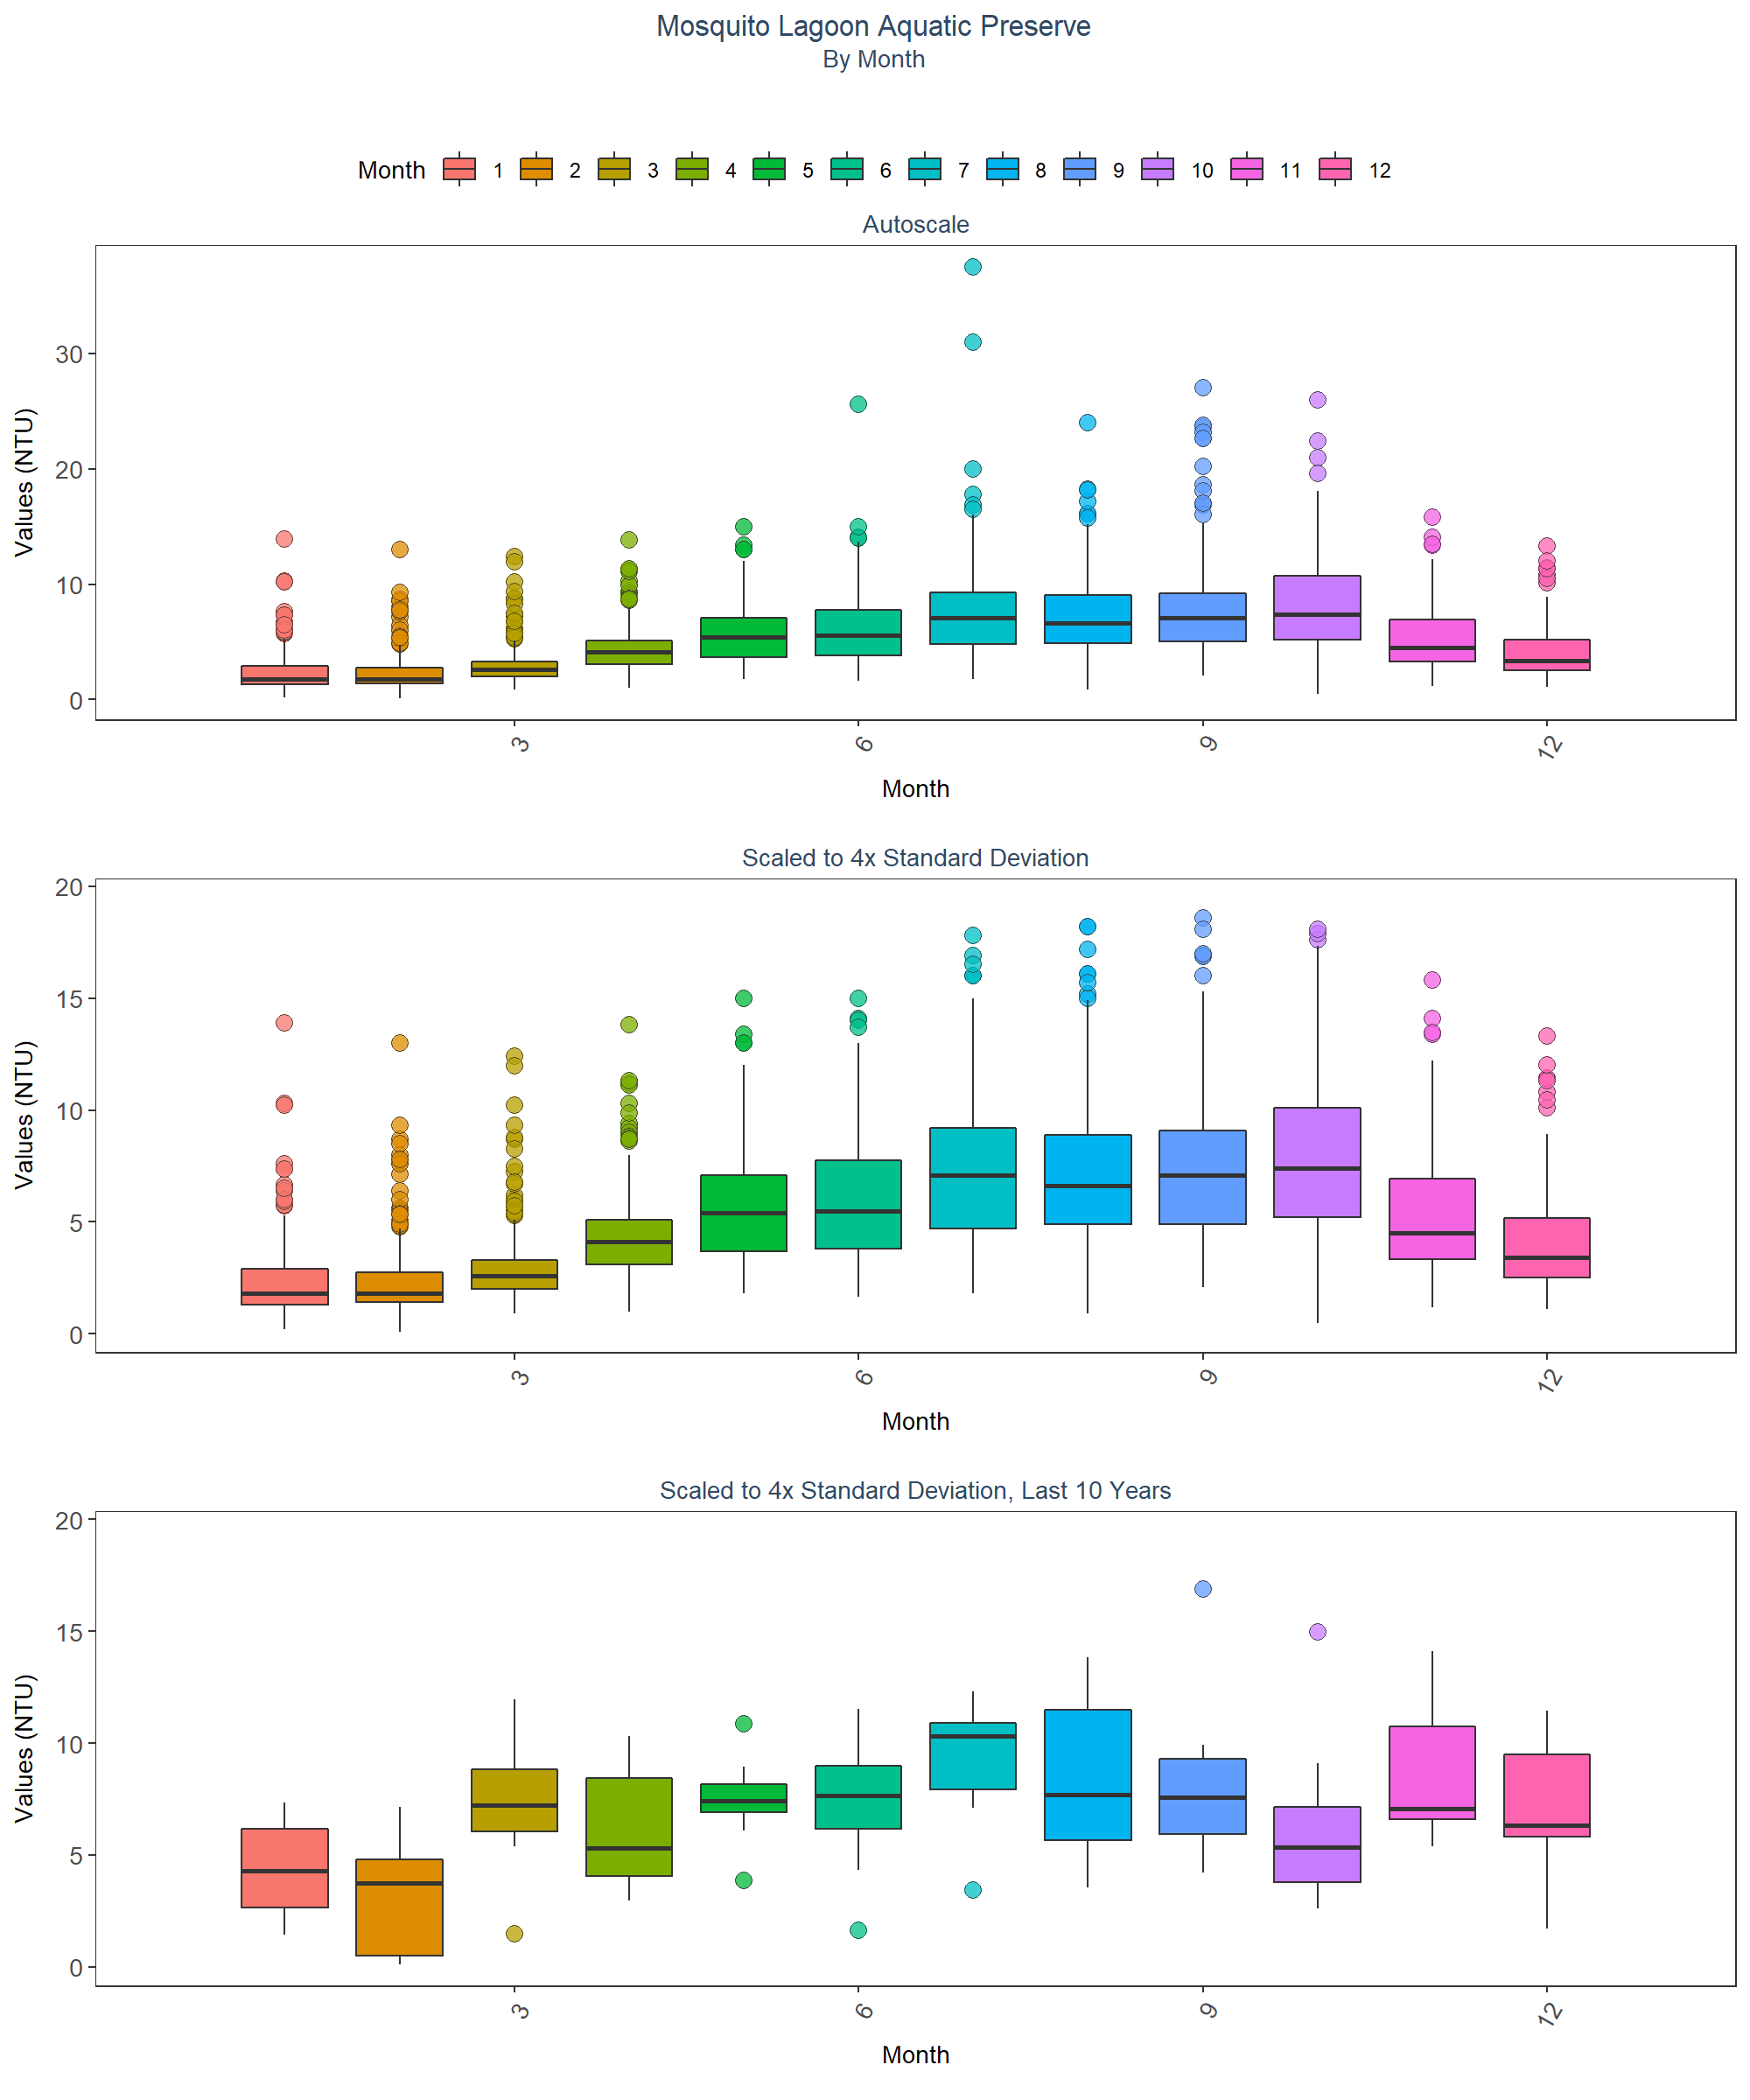 Mosquito Lagoon Aquatic Preserve
By Month
Month 1 2 3 4 5 6 7 8 9 10 11 12
Autoscale
Values (NTU)
30
20
10
0
3 6 9 12
Month
Scaled to 4x Standard Deviation
Values (NTU)
20
15
10
5
0
3 6 9 12
Month
Scaled to 4x Standard Deviation, Last 10 Years
Values (NTU)
20
15
10
5
0
3 6 9 12
Month